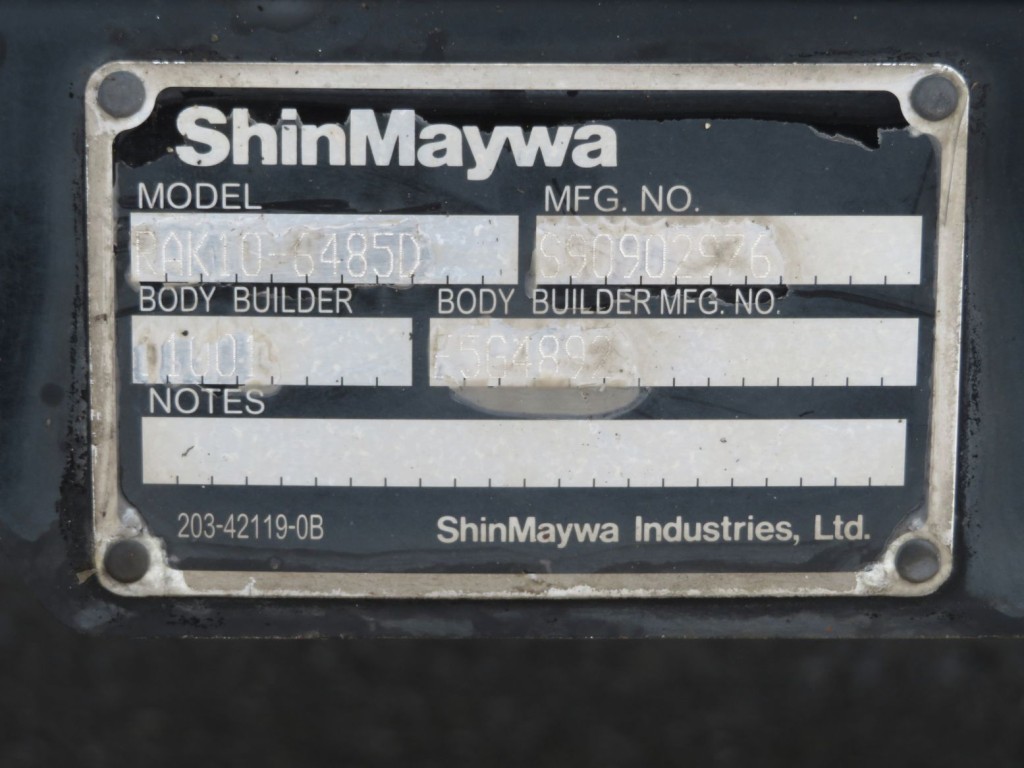 ShinMaywa
MODEL MFG. NO.
RAK10-6485D S90902976
BODY BUILDER BODY BUILDER MFG. NO.
NOTES
203-42119-0B ShinMaywa Industries, Ltd.